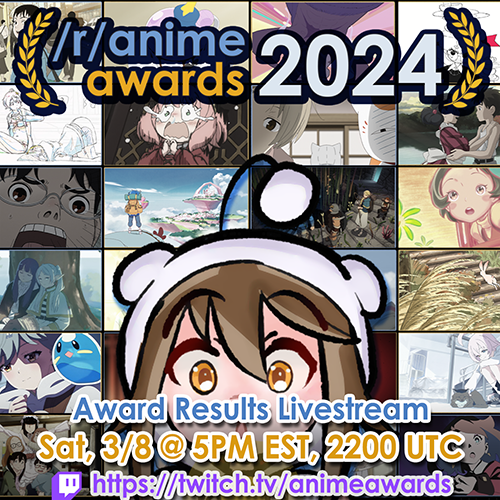 /r/anime
awards 2024
Award Results Livestream
Sat, 3/8 @ 5PM EST, 2200 UTC
https://twitch.tv/animeawards